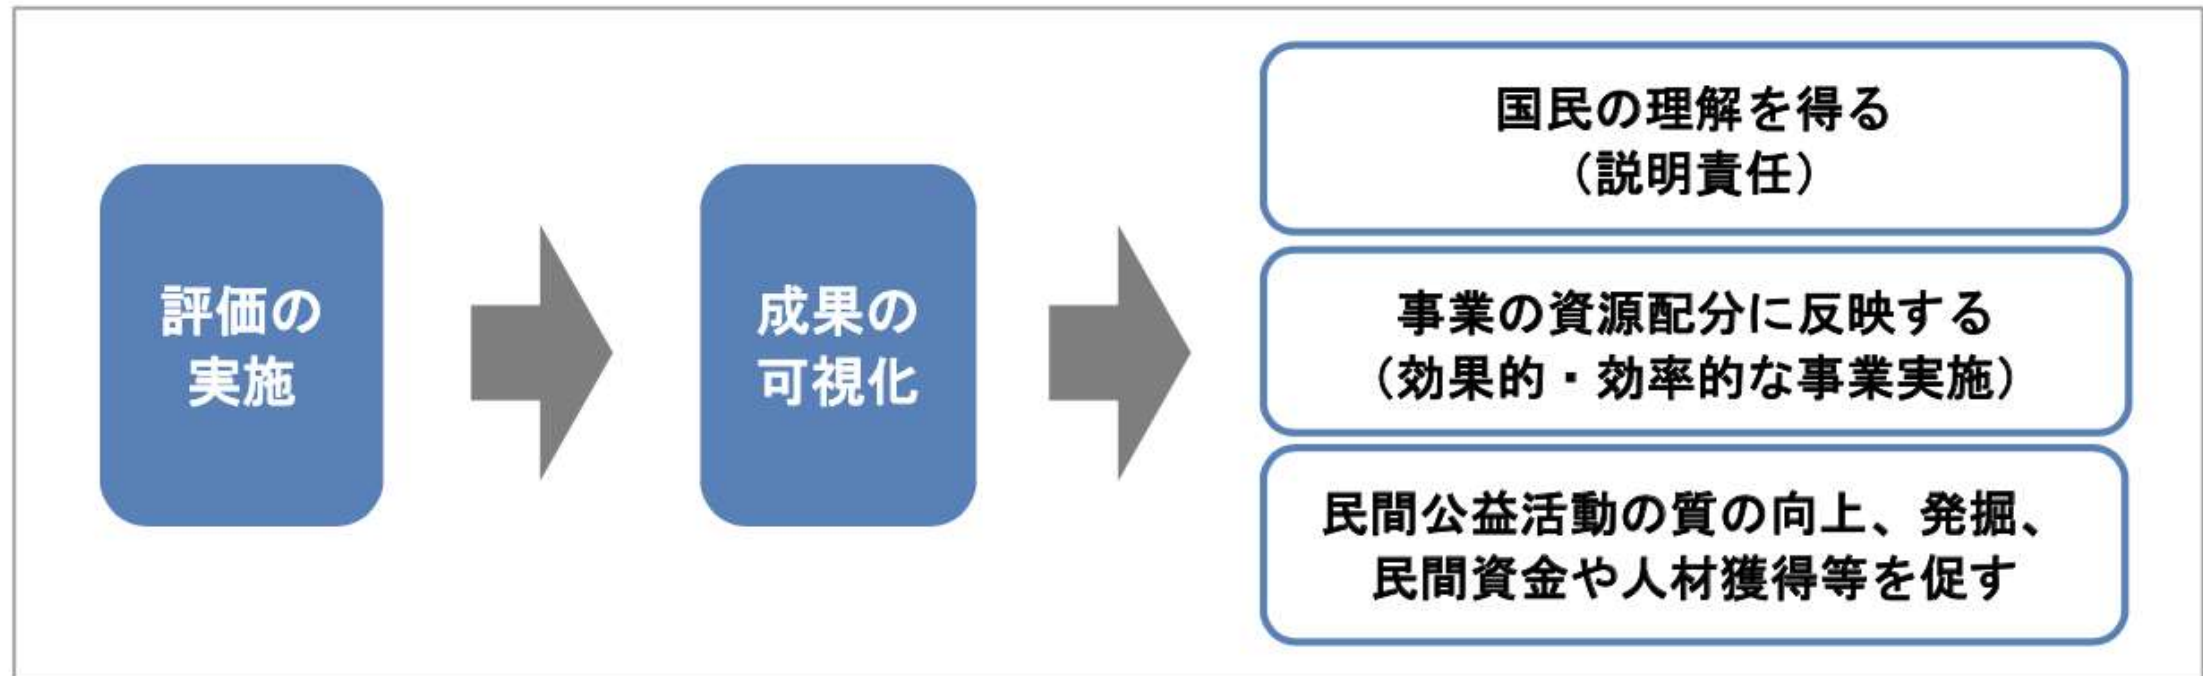 評価の
実施
成果の
可視化
国民の理解を得る
（説明責任）
事業の資源配分に反映する
（効果的・効率的な事業実施）
民間公益活動の質の向上、発掘、
民間資金や人材獲得等を促す